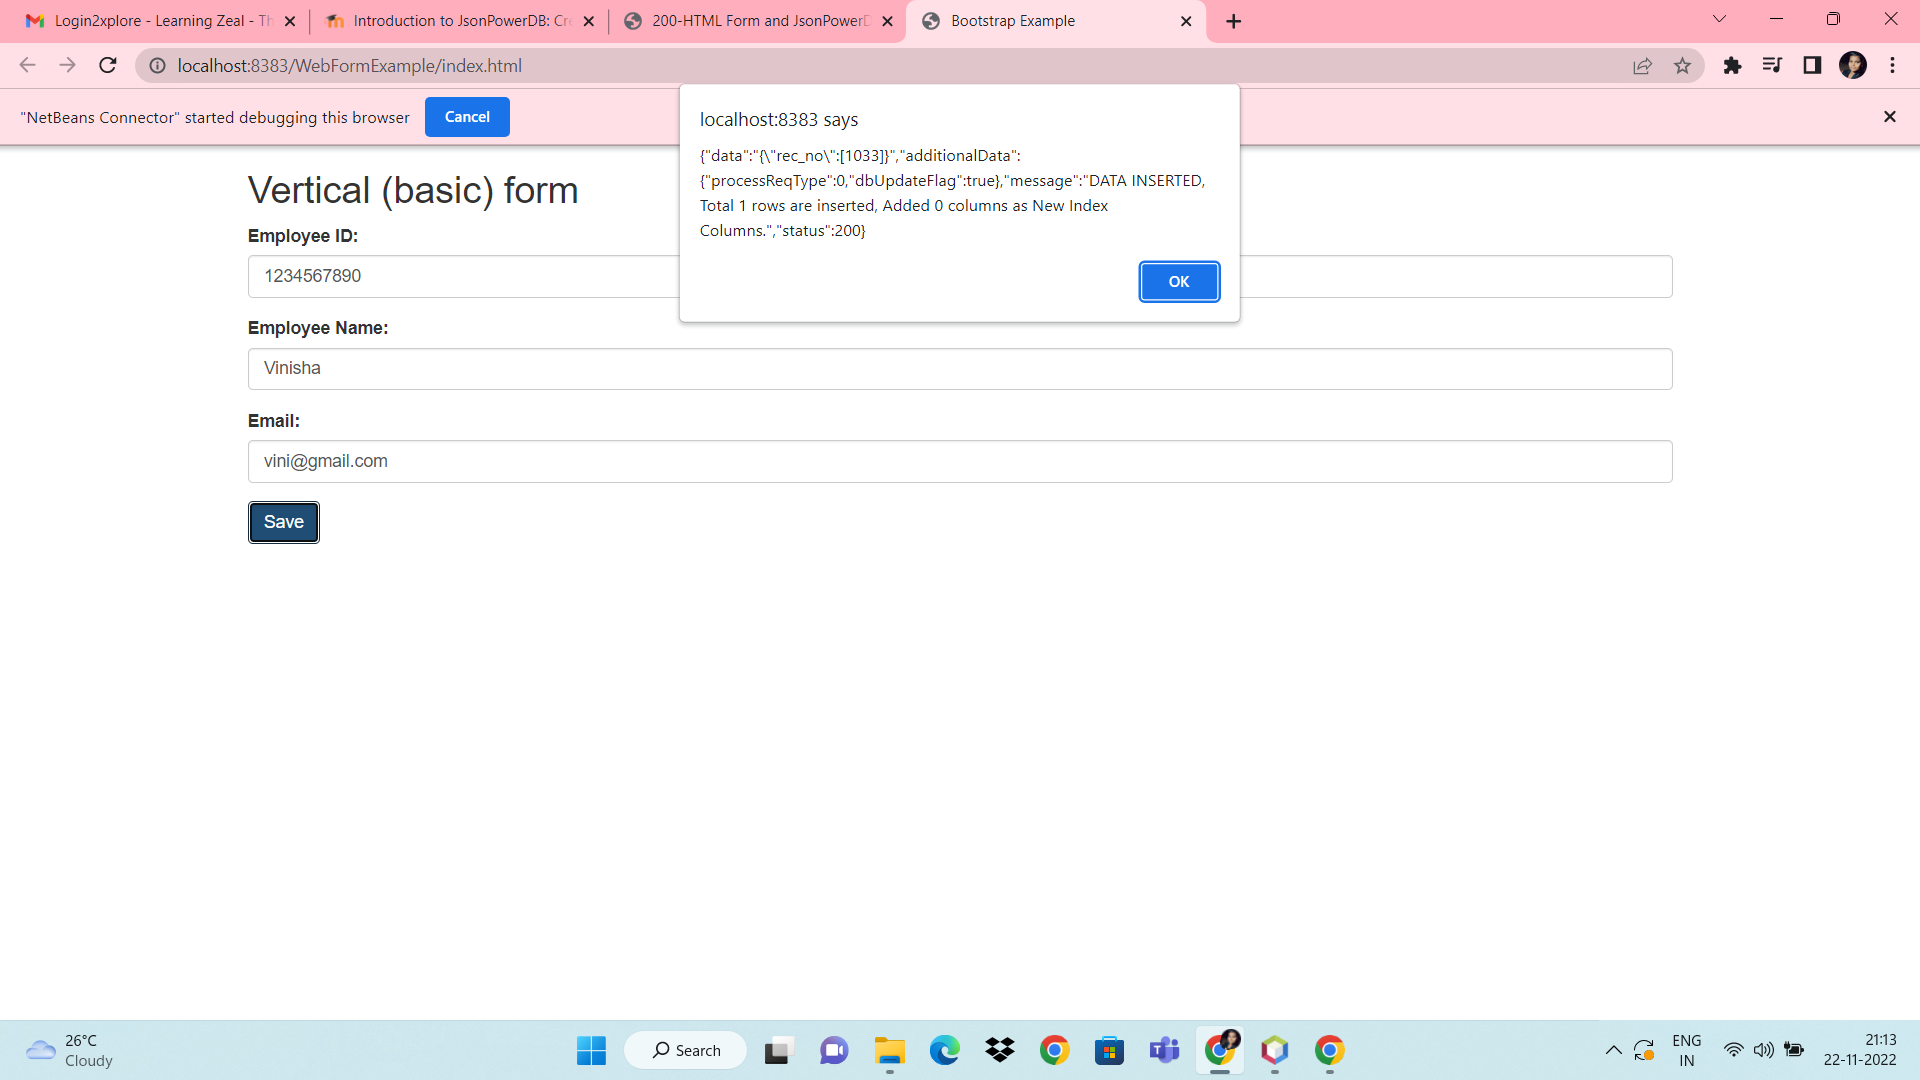 Login2xplore - Learning Zeal - Th
Introduction to JsonPowerDB: Cre
200-HTML Form and JsonPowerD
Bootstrap Example
localhost:8383/WebFormExample/index.html
"NetBeans Connector" started debugging this browser
Cancel
localhost:8383 says
{"data":"{\"rec_no\":[1033]}","additionalData":
{"processReqType":0,"dbUpdateFlag":true},"message":"DATA INSERTED,
Total 1 rows are inserted, Added 0 columns as New Index
Columns.","status":200}
OK
Vertical (basic) form
Employee ID:
1234567890
Employee Name:
Vinisha
Email:
vini@gmail.com
Save
26°C
Cloudy
Search
ENG
IN
21:13
22-11-2022